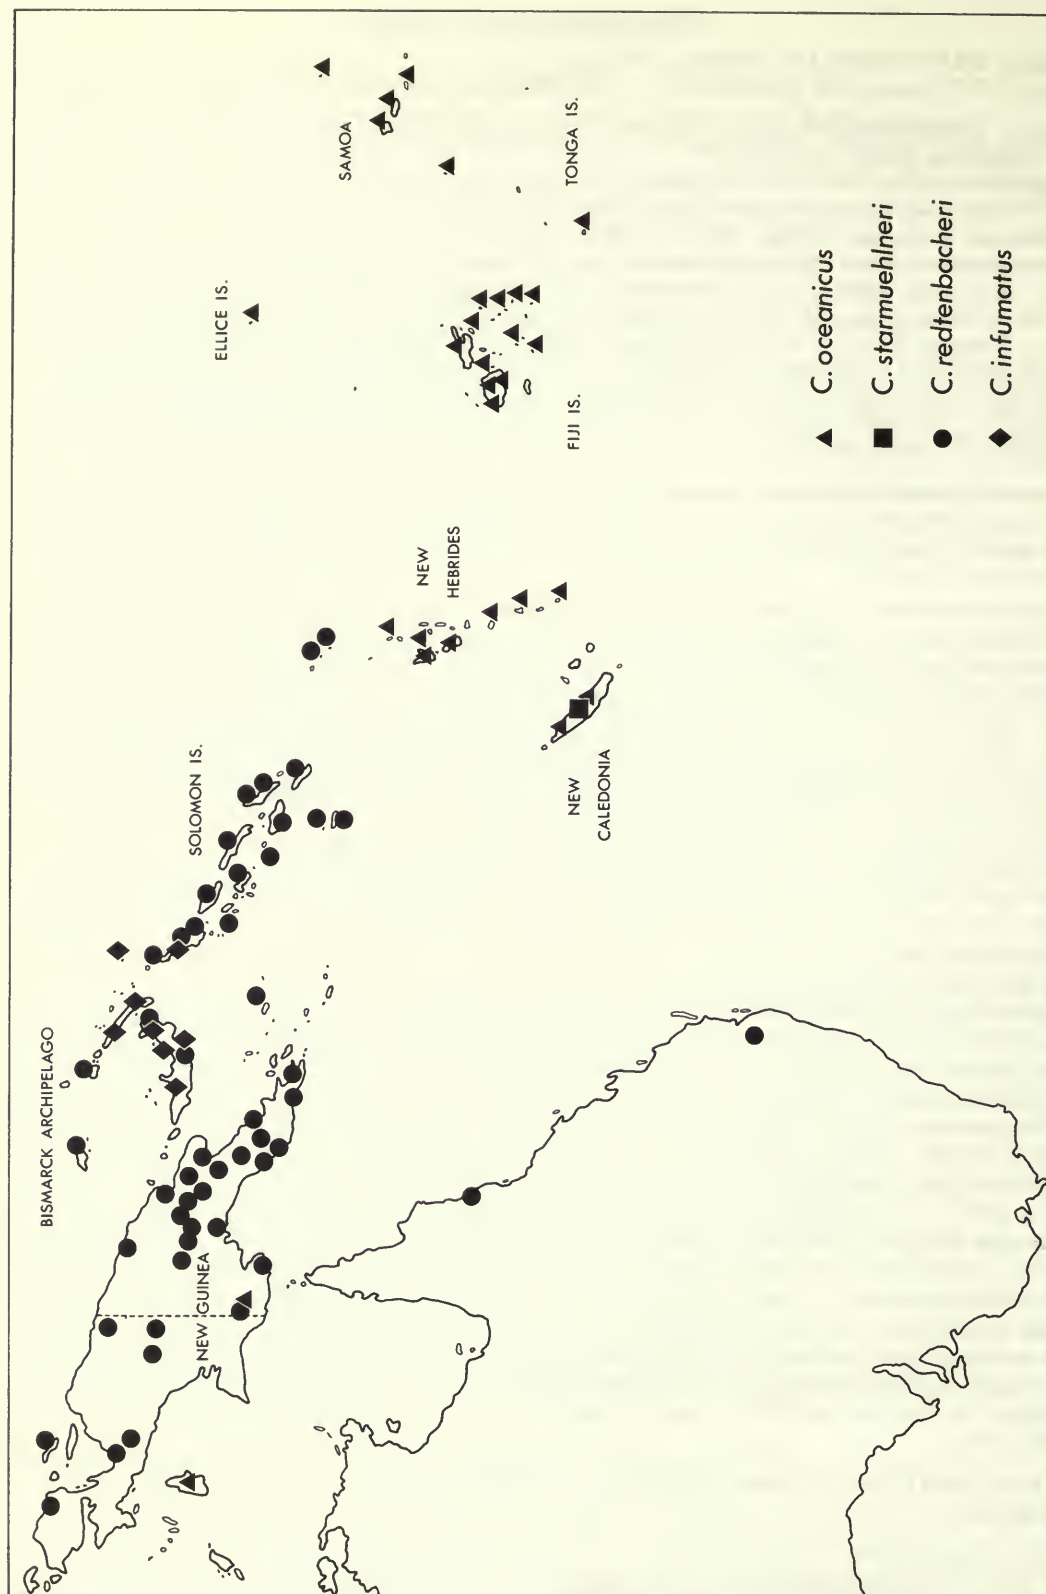 BISMARCK ARCHIPELAGO
SOLOMON IS.
ELLICE IS.
SAMOA
NEW GUINEA
NEW
HEBRIDES
FIJI IS.
TONGA IS.
NEW
CALEDONIA
C. oceanicus
C. starmuehlneri
C. redtenbacheri
C. infumatus